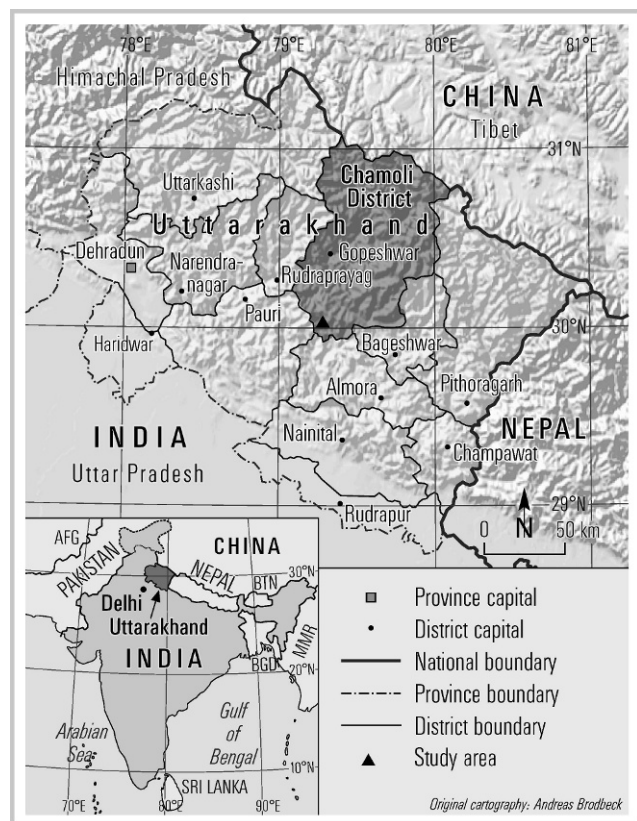 78°E
79°E
80°E
81°E
Himachal Pradesh
CHINA
Tibet
31°N
Chamoli
District
Uttarkashi
Uttarakhand
Gopeshwar
Dehradun
Narendra-
nagar
Rudraprayag
Pauri
30°N
Haridwar
Bageshwar
Almora
Pithoragarh
INDIA
Uttar Pradesh
Nainital
NEPAL
Champawat
29°N
Rudrapur
N
0 50 km
AFG.
PAKISTAN
CHINA
NEPAL
30°N
BTN
Delhi
Uttarakhand
INDIA
MMR
BGD
20°N
Arabian
Sea
Gulf
of
Bengal
10°N
SRI LANKA
70°E
80°E
90°E
Province capital
District capital
National boundary
Province boundary
District boundary
Study area
Original cartography: Andreas Brodbeck